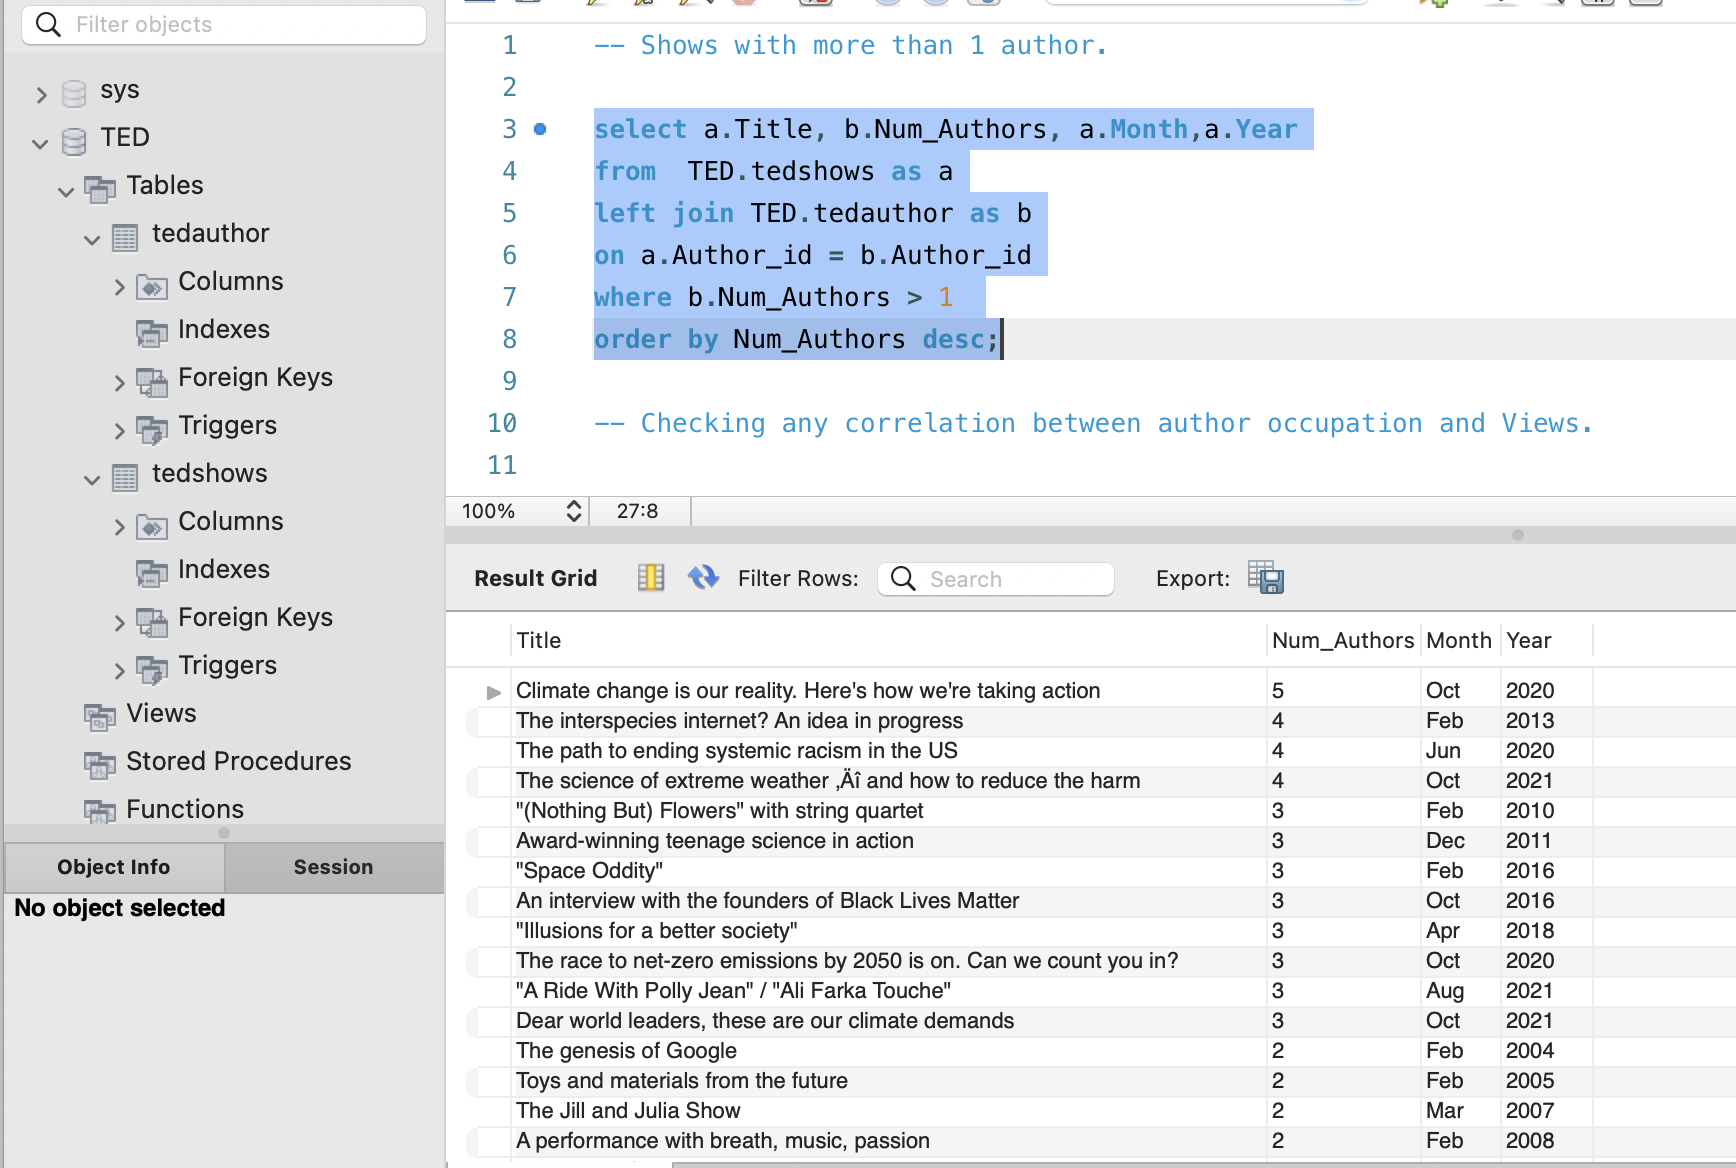 Filter objects
sys
TED
Tables
tedauthor
Columns
Indexes
Foreign Keys
Triggers
tedshows
Columns
Indexes
Foreign Keys
Triggers
Views
Stored Procedures
Functions
Object Info Session
No object selected
1 -- Shows with more than 1 author.
2
3 select a.Title, b.Num_Authors, a.Month,a.Year
4 from  TED.tedshows as a
5 left join TED.tedauthor as b
6 on a.Author_id = b.Author_id
7 where b.Num_Authors > 1
8 order by Num_Authors desc;
9
10 -- Checking any correlation between author occupation and Views.
11
100% 27:8
Result Grid Filter Rows: Search Export:
Title Num_Authors Month Year
Climate change is our reality. Here's how we're taking action 5 Oct 2020
The interspecies internet? An idea in progress 4 Feb 2013
The path to ending systemic racism in the US 4 Jun 2020
The science of extreme weather ‚Äî and how to reduce the harm 4 Oct 2021
"(Nothing But) Flowers" with string quartet 3 Feb 2010
Award-winning teenage science in action 3 Dec 2011
"Space Oddity" 3 Feb 2016
An interview with the founders of Black Lives Matter 3 Oct 2016
"Illusions for a better society" 3 Apr 2018
The race to net-zero emissions by 2050 is on. Can we count you in? 3 Oct 2020
"A Ride With Polly Jean" / "Ali Farka Touche" 3 Aug 2021
Dear world leaders, these are our climate demands 3 Oct 2021
The genesis of Google 2 Feb 2004
Toys and materials from the future 2 Feb 2005
The Jill and Julia Show 2 Mar 2007
A performance with breath, music, passion 2 Feb 2008